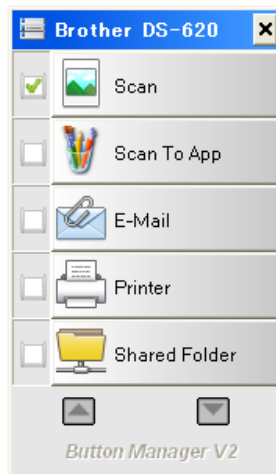 Brother DS-620
Scan
Scan To App
E-Mail
Printer
Shared Folder
Button Manager V2